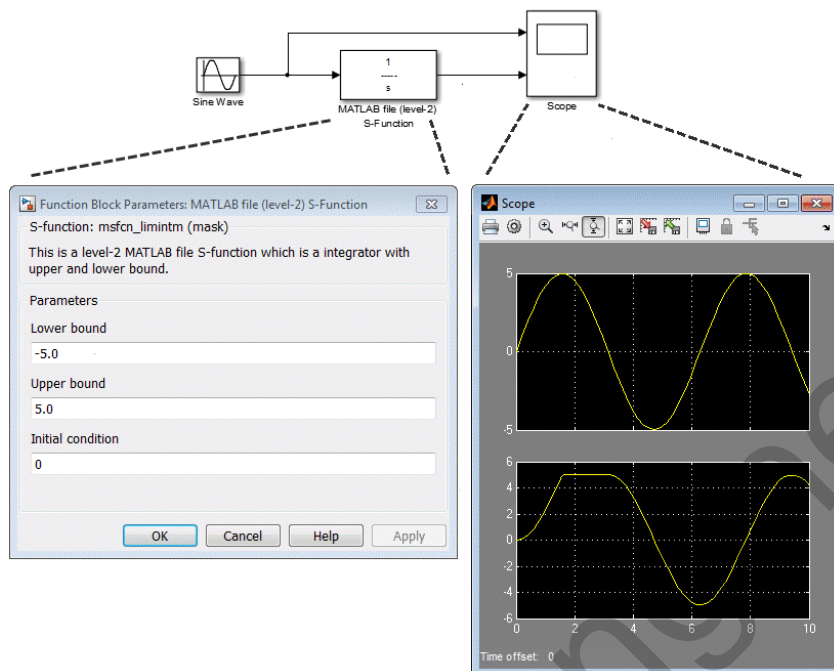 1
-----
s
Sine Wave
MATLAB file (level-2)
S-Function
Scope
Function Block Parameters: MATLAB file (level-2) S-Function
S-function: msfcn_limintm (mask)
This is a level-2 MATLAB file S-function which is a integrator with
upper and lower bound.
Parameters
Lower bound
-5.0
Upper bound
5.0
Initial condition
0
OK Cancel Help Apply
Scope
5
0
-5
6
4
2
0
-2
-4
-6
0 2 4 6 8 10
Time offset: 0